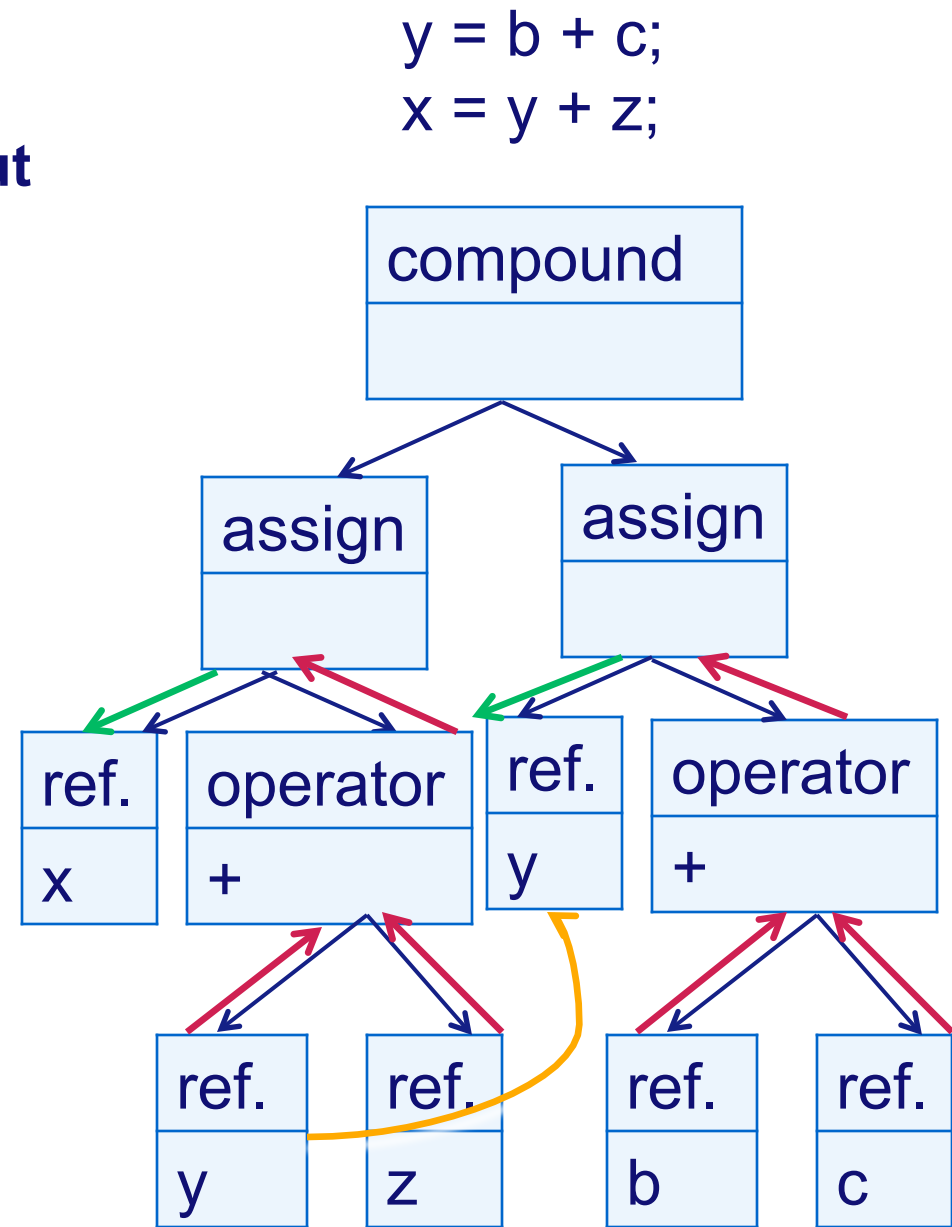 y = b + c;
x = y + z;
ut
compound
assign
assign
ref.
x
operator
+
ref.
y
operator
+
ref.
y
ref.
z
ref.
b
ref.
c